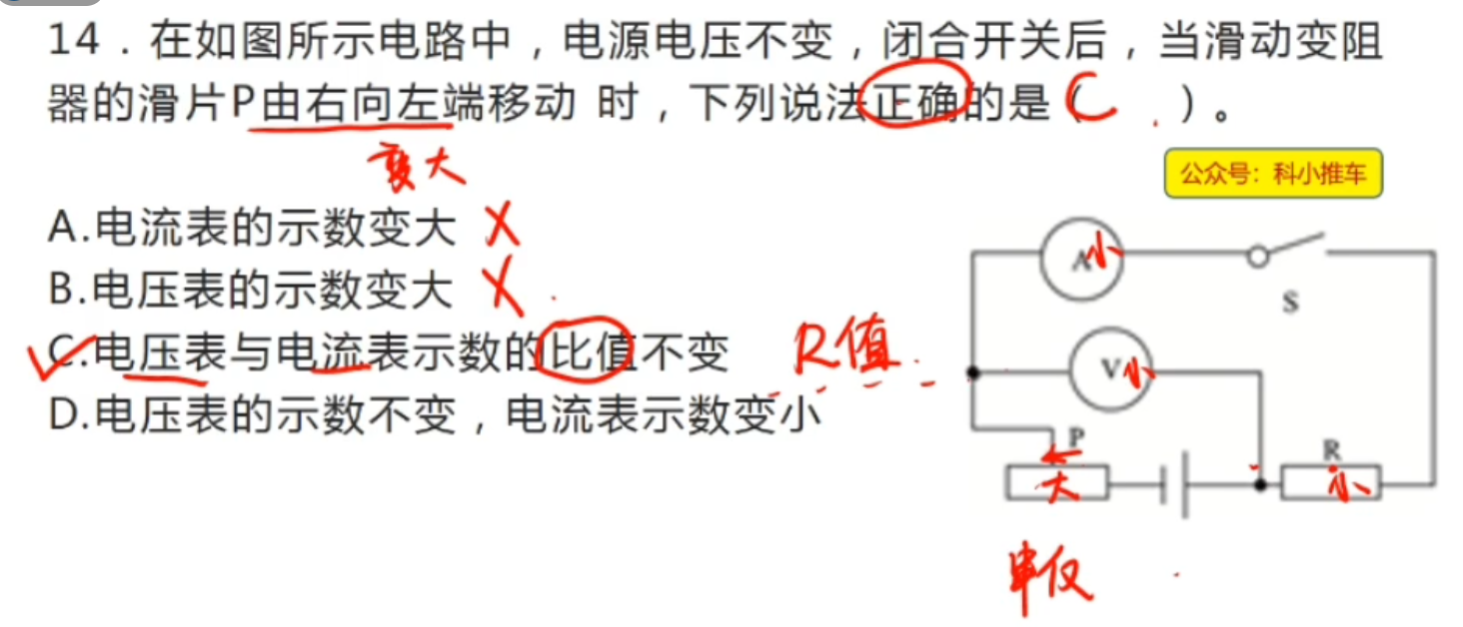 14．在如图所示电路中，电源电压不变，闭合开关后，当滑动变阻
器的滑片P由右向左端移动 时，下列说法正确的是（C ）。
变大
公众号：科小推车
A.电流表的示数变大 X
B.电压表的示数变大 X
C.电压表与电流表示数的比值不变 R值
D.电压表的示数不变，电流表示数变小
A小
S
V小
P
R
大
小
串反